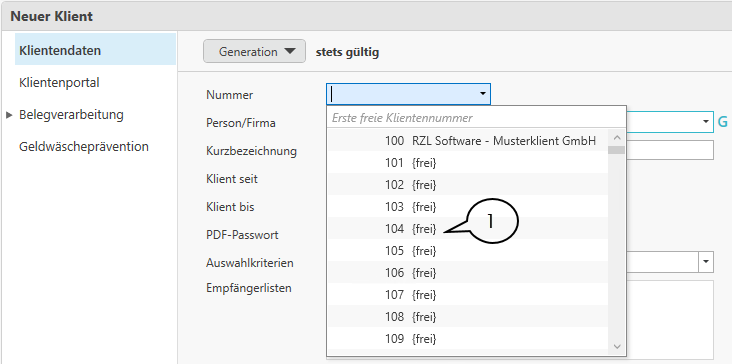 Neuer Klient
Klientendaten
Klientenportal
Belegverarbeitung
Geldwäscheprävention
Generation stets gültig
Nummer
Person/Firma
Kurzbezeichnung
Klient seit
Klient bis
PDF-Passwort
Auswahlkriterien
Empfängerlisten
Erste freie Klientennummer
100 RZL Software - Musterklient GmbH
101 {frei}
102 {frei}
103 {frei}
104 {frei}
105 {frei}
106 {frei}
107 {frei}
108 {frei}
109 {frei}
1
G